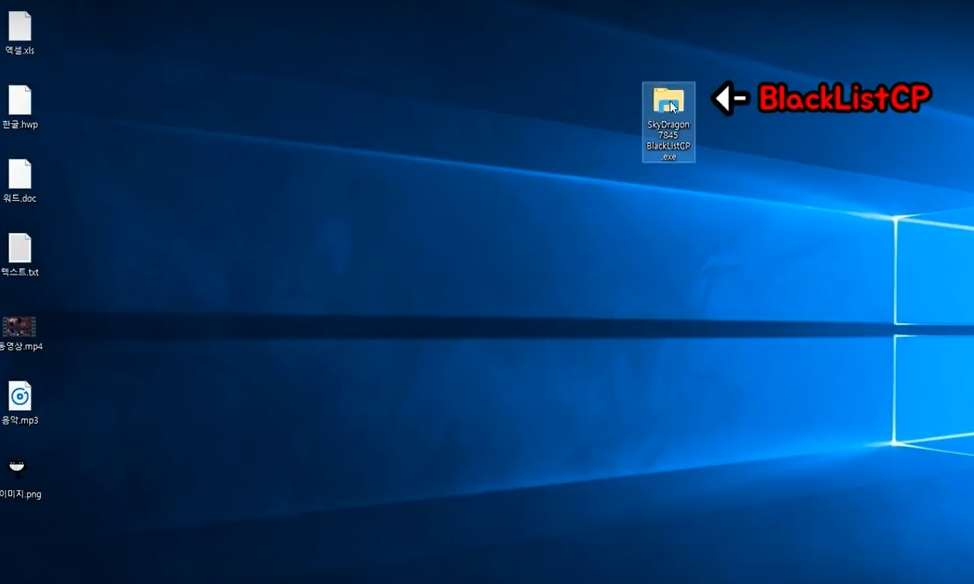 엑셀.xls
한글.hwp
워드.doc
텍스트.txt
동영상.mp4
음악.mp3
이미지.png
SkyDragon
7845
BlackListCP
.exe
BlackListCP